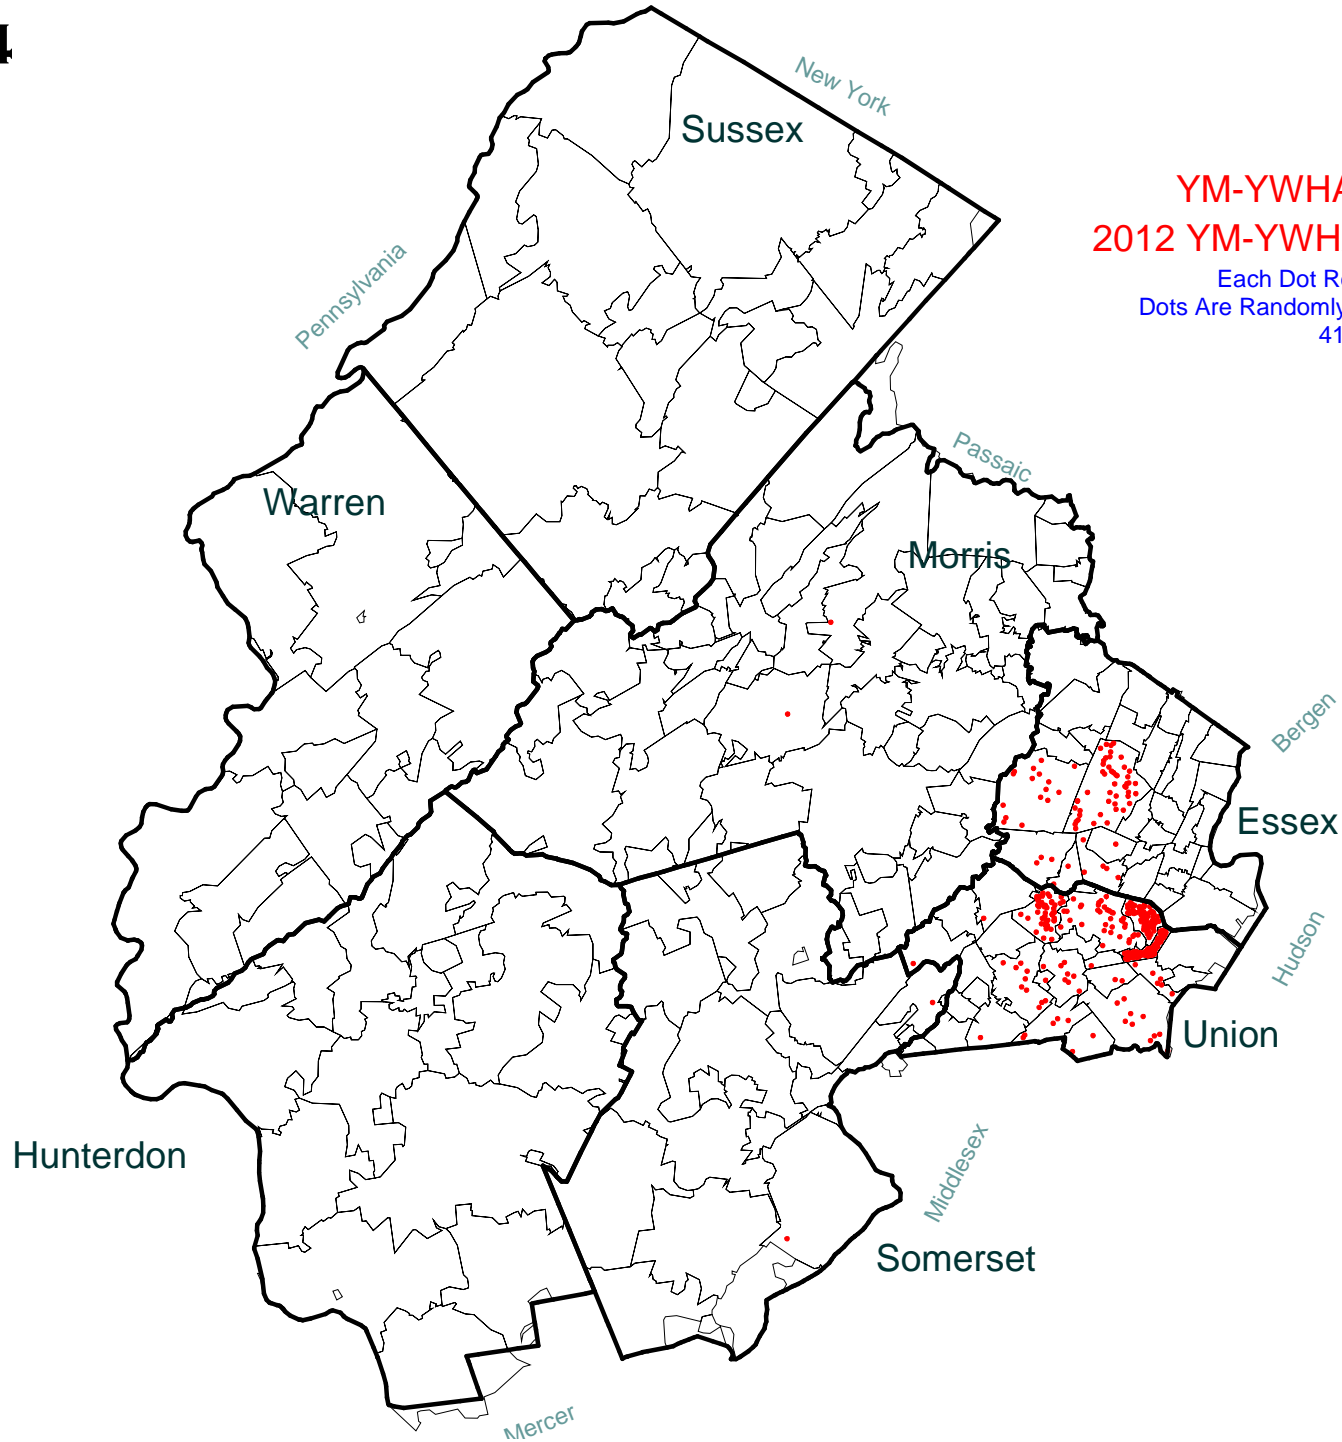 4
New York
Sussex
YM-YWHA
2012 YM-YWH
Each Dot R
Dots Are Randomly
41
Pennsylvania
Passaic
Warren
Morris
Bergen
Essex
Hudson
Union
Hunterdon
Middlesex
Somerset
Mercer